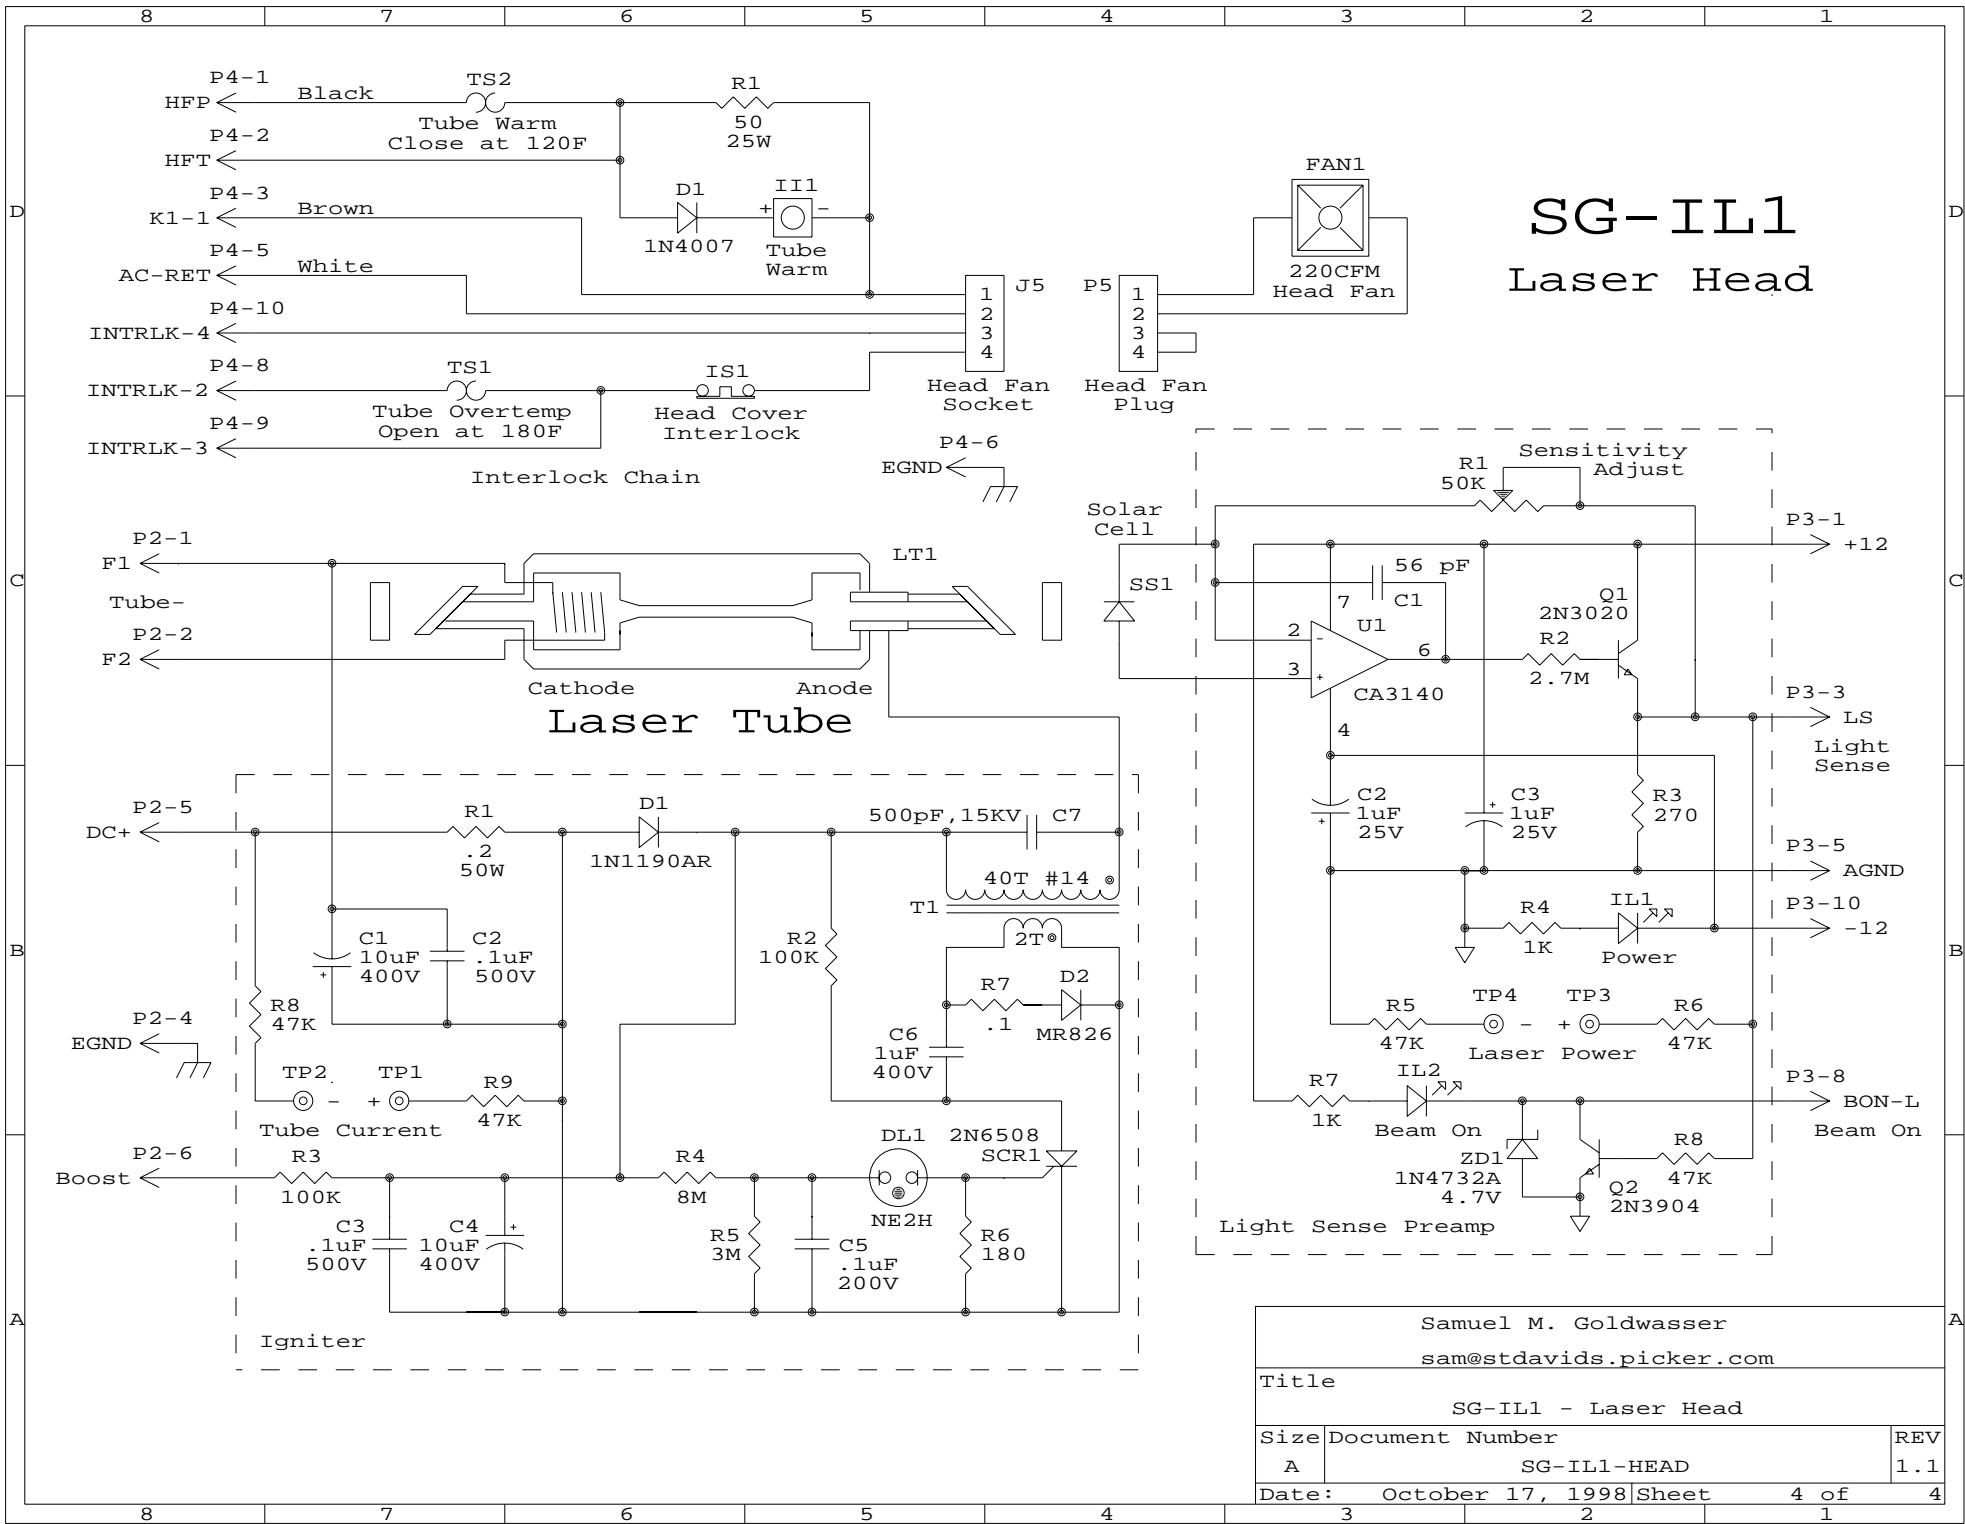 8 7 6 5 4 3 2 1
D D
C C
B B
A A
P4-1
HFP
Black
TS2
Tube Warm
Close at 120F
R1
50
25W
P4-2
HFT
P4-3
K1-1
Brown
D1
1N4007
II1
+ -
Tube
Warm
P4-5
AC-RET
White
P4-10
INTRLK-4
P4-8
INTRLK-2
TS1
Tube Overtemp
Open at 180F
IS1
Head Cover
Interlock
P4-9
INTRLK-3
Interlock Chain
J5
1
2
3
4
Head Fan
Socket
P5
1
2
3
4
Head Fan
Plug
FAN1
220CFM
Head Fan
SG-IL1
Laser Head
P4-6
EGND
P2-1
F1
Tube-
P2-2
F2
LT1
Cathode
Anode
Laser Tube
Solar
Cell
SS1
Sensitivity
Adjust
R1
50K
P3-1
+12
56 pF
C1
7
U1
2 -
3 +
6
CA3140
4
R2
2.7M
Q1
2N3020
P3-3
LS
Light
Sense
C2
1uF
25V
+
C3
1uF
25V
+
R3
270
P3-5
AGND
R4
1K
IL1
Power
P3-10
-12
R5
47K
TP4
-
TP3
+
Laser Power
R6
47K
R7
1K
IL2
Beam On
P3-8
BON-L
Beam On
ZD1
1N4732A
4.7V
Q2
2N3904
R8
47K
Light Sense Preamp
P2-5
DC+
R1
.2
50W
D1
1N1190AR
500pF,15KV
C7
40T #14
T1
2T
C1
10uF
400V
+
C2
.1uF
500V
R2
100K
R7
.1
D2
MR826
R8
47K
P2-4
EGND
C6
1uF
400V
TP2
-
TP1
+
Tube Current
R9
47K
P2-6
Boost
R3
100K
R4
8M
DL1
NE2H
2N6508
SCR1
C3
.1uF
500V
C4
10uF
400V
+
R5
3M
C5
.1uF
200V
R6
180
Igniter
Samuel M. Goldwasser
sam@stdavids.picker.com
Title
SG-IL1 - Laser Head
Size Document Number REV
A SG-IL1-HEAD 1.1
Date: October 17, 1998 Sheet 4 of 4
8 7 6 5 4 3 2 1